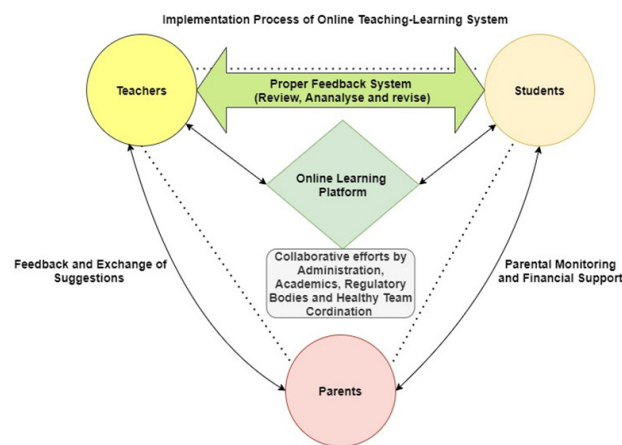 Implementation Process of Online Teaching-Learning System
Teachers
Proper Feedback System
(Review, Ananalyse and revise)
Students
Online Learning
Platform
Collaborative efforts by
Administration,
Academics, Regulatory
Bodies and Healthy Team
Cordination
Feedback and Exchange of
Suggestions
Parental Monitoring
and Financial Support
Parents